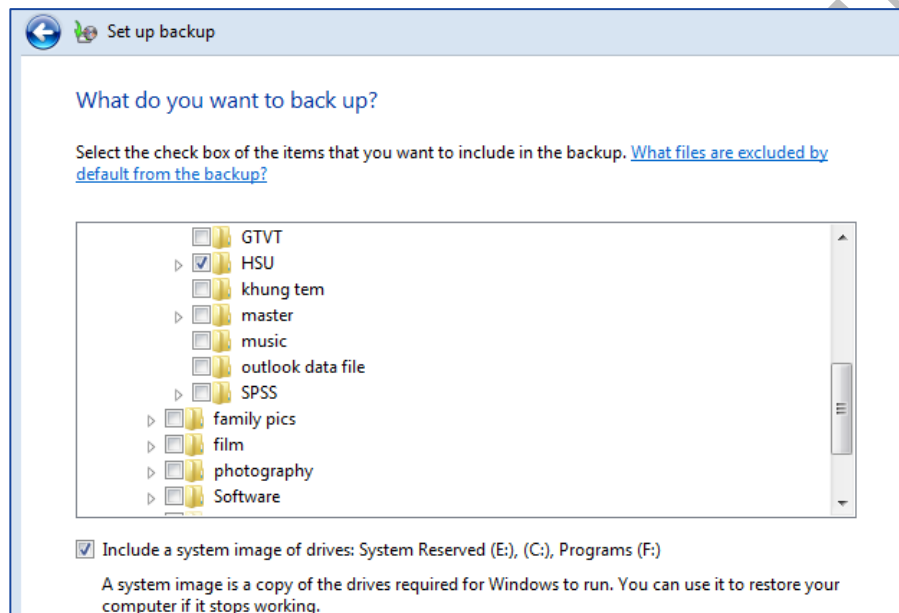 Set up backup
What do you want to back up?
Select the check box of the items that you want to include in the backup. What files are excluded by
default from the backup?
GTVT
HSU
khung tem
master
music
outlook data file
SPSS
family pics
film
photography
Software
Include a system image of drives: System Reserved (E:), (C:), Programs (F:)
A system image is a copy of the drives required for Windows to run. You can use it to restore your
computer if it stops working.